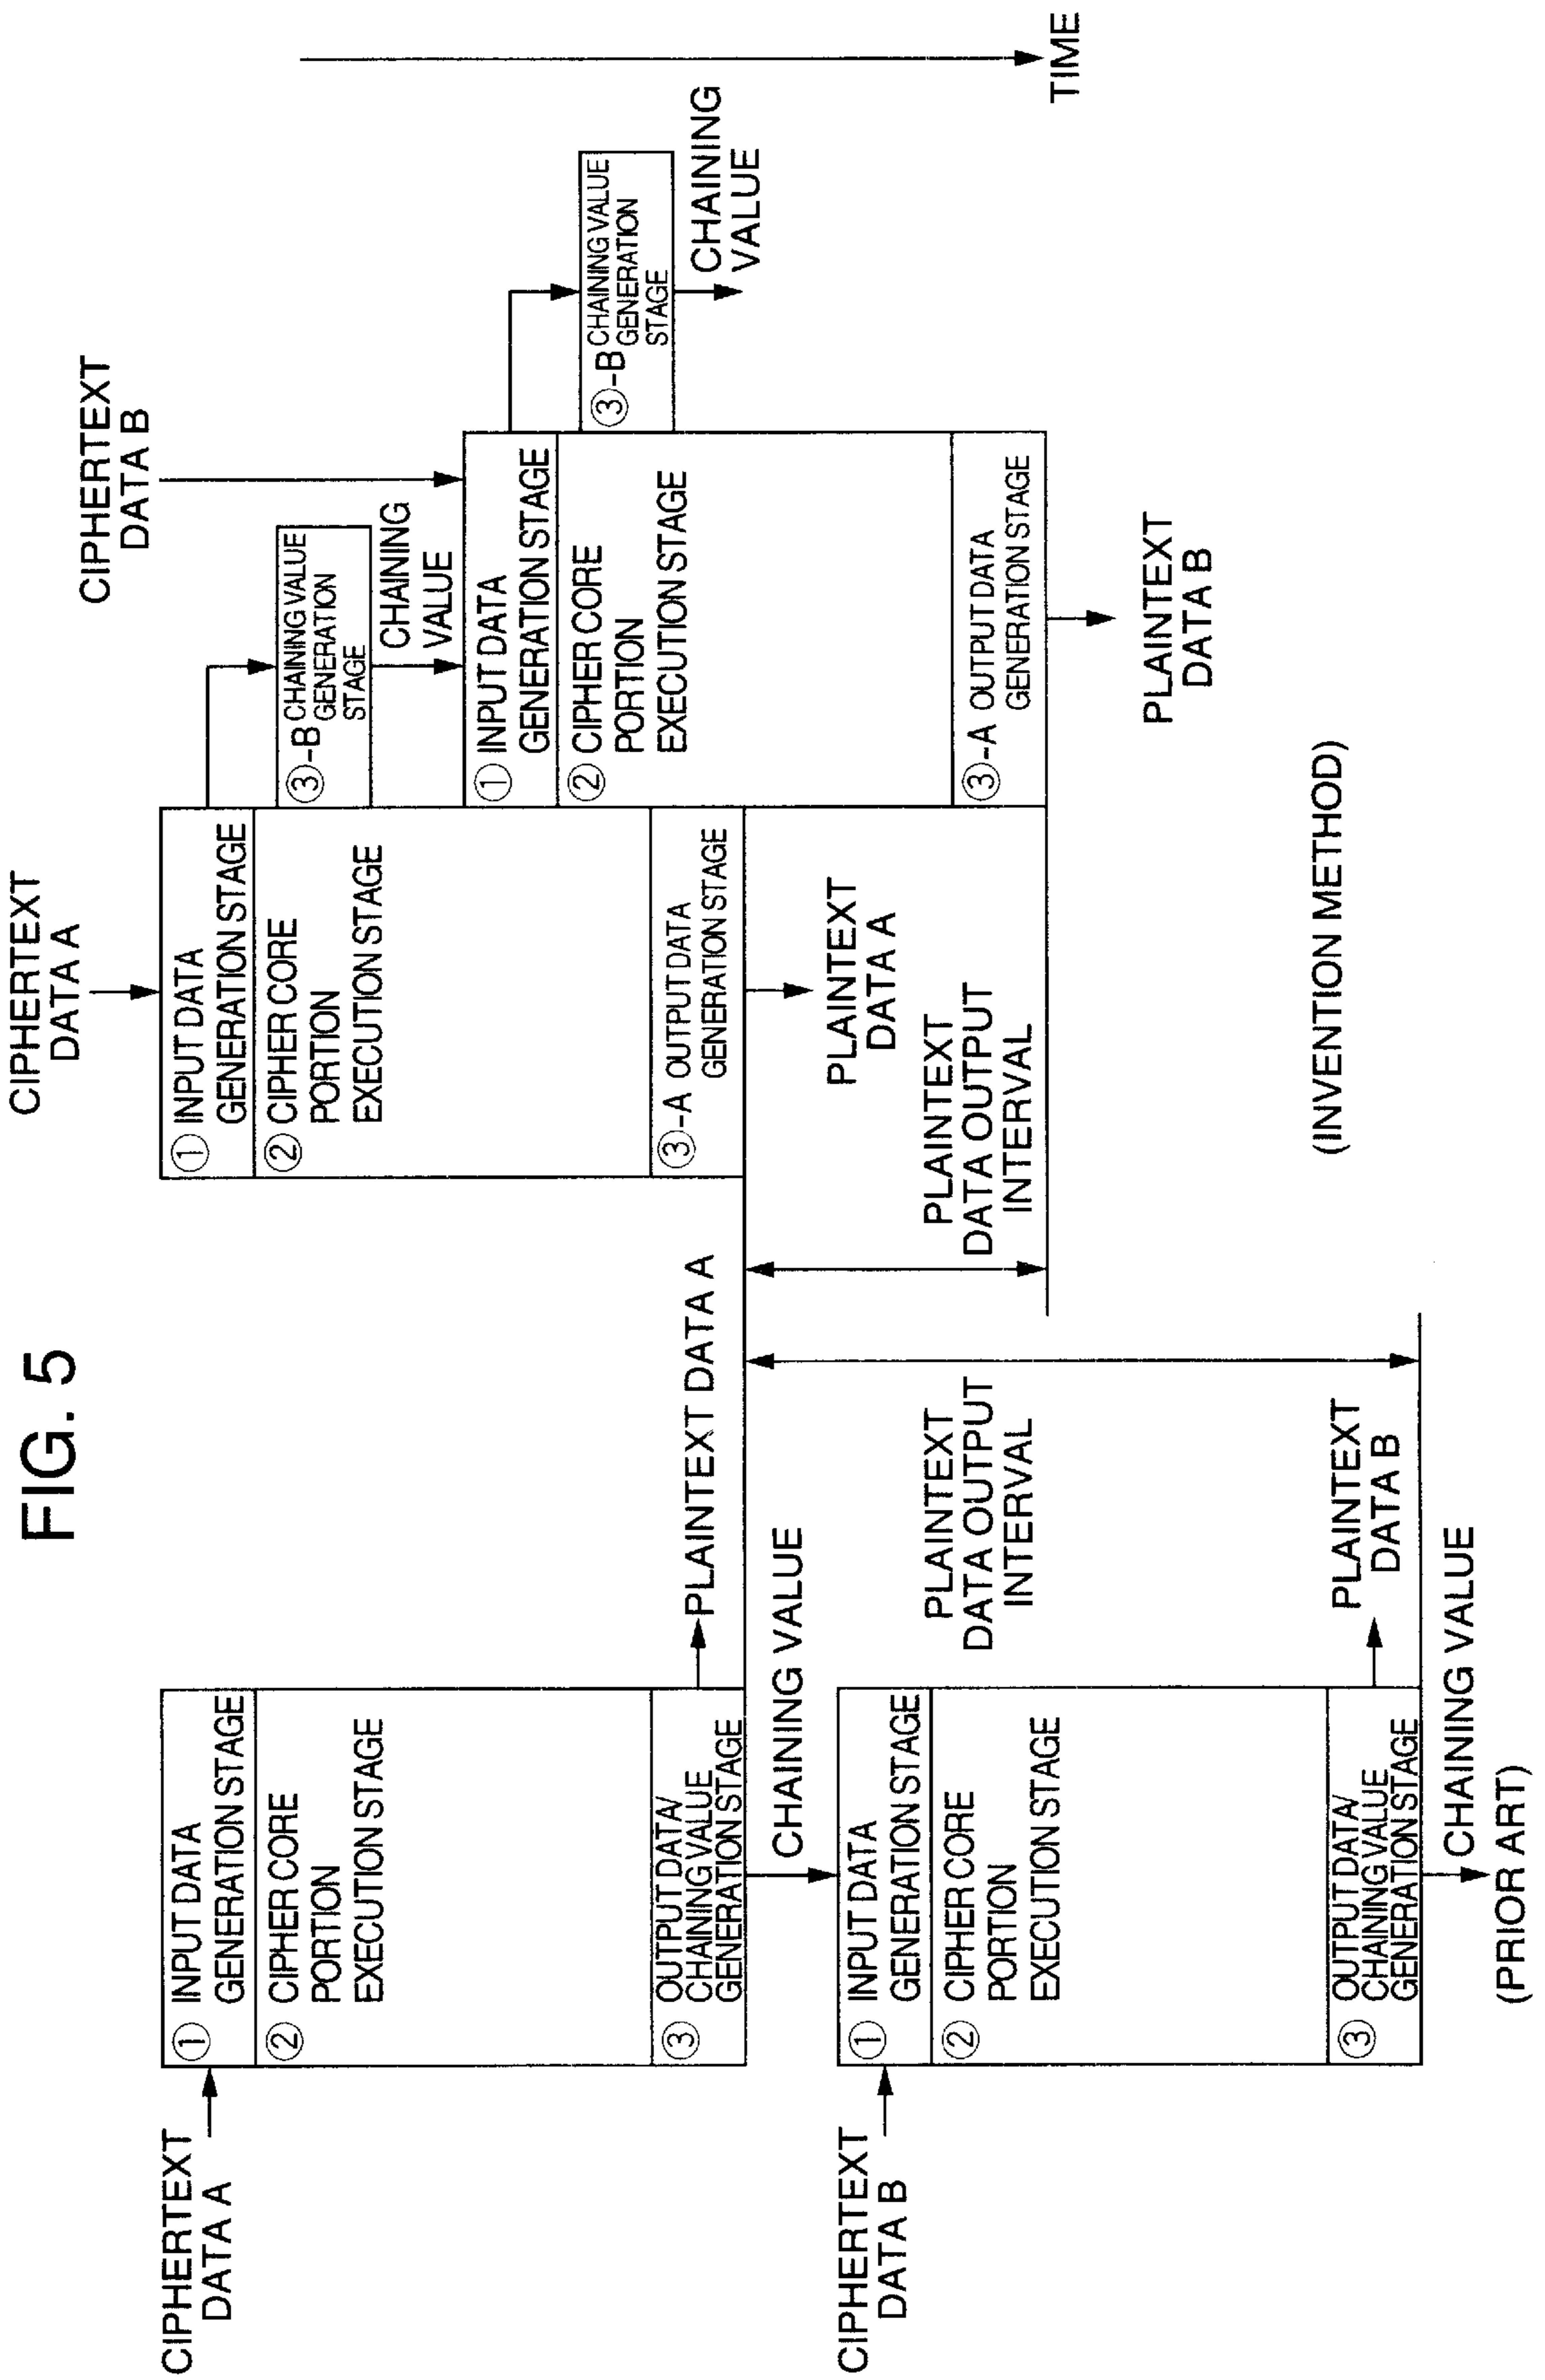 FIG. 5
CIPHERTEXT
DATA A
① INPUT DATA
GENERATION STAGE
② CIPHER CORE
PORTION
EXECUTION STAGE
③ OUTPUT DATA/
CHAINING VALUE
GENERATION STAGE
PLAINTEXT DATA A
CHAINING VALUE
CIPHERTEXT
DATA B
① INPUT DATA
GENERATION STAGE
② CIPHER CORE
PORTION
EXECUTION STAGE
③ OUTPUT DATA/
CHAINING VALUE
GENERATION STAGE
PLAINTEXT
DATA B
CHAINING VALUE
PLAINTEXT
DATA OUTPUT
INTERVAL
(PRIOR ART)
CIPHERTEXT
DATA A
① INPUT DATA
GENERATION STAGE
② CIPHER CORE
PORTION
EXECUTION STAGE
③-A OUTPUT DATA
GENERATION STAGE
PLAINTEXT
DATA A
PLAINTEXT
DATA OUTPUT
INTERVAL
③-B CHAINING VALUE
GENERATION
STAGE
CHAINING
VALUE
CIPHERTEXT
DATA B
① INPUT DATA
GENERATION STAGE
② CIPHER CORE
PORTION
EXECUTION STAGE
③-A OUTPUT DATA
GENERATION STAGE
PLAINTEXT
DATA B
③-B CHAINING VALUE
GENERATION
STAGE
CHAINING
VALUE
(INVENTION METHOD)
TIME